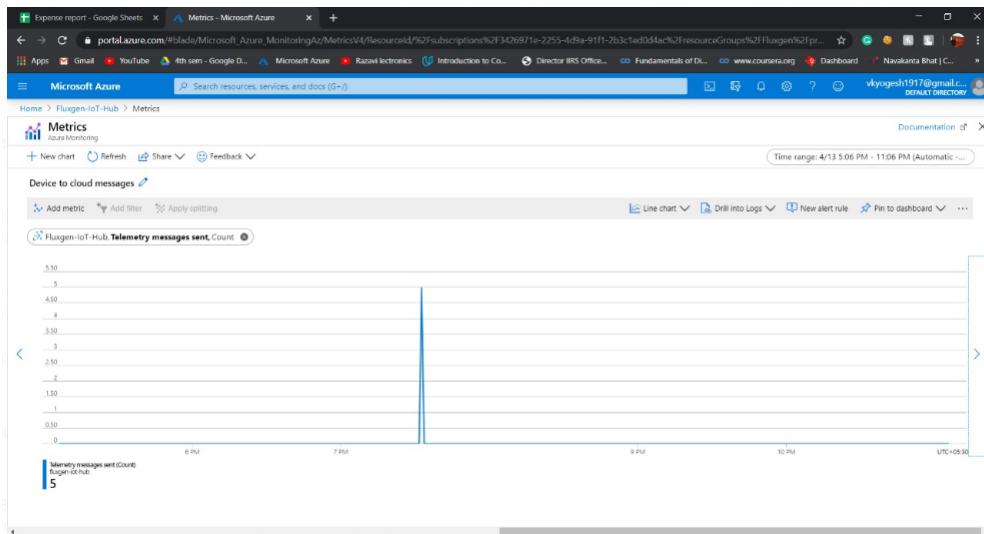 Expense report - Google Sheets
Metrics - Microsoft Azure
portal.azure.com/#blade/Microsoft_Azure_MonitoringAz/MetricsV4/ResourceId/%2Fsubscriptions%2F3426971e-2255-4d9a-91f1-2b3c1ed0d4ac%2FresourceGroups%2FFluxgen%2Fpr...
Apps Gmail YouTube 4th sem - Google D... Microsoft Azure Razavi lectronics Introduction to Co... Director IIRS Office... Fundamentals of Di... www.coursera.org Dashboard Navakanta Bhat | C... »
Microsoft Azure
Search resources, services, and docs (G+/)
vkyogesh1917@gmail.c...
DEFAULT DIRECTORY
Home > Fluxgen-IoT-Hub > Metrics
Metrics
Azure Monitoring
Documentation
New chart Refresh Share Feedback
Time range: 4/13 5:06 PM - 11:06 PM (Automatic -...
Device to cloud messages
Add metric Add filter Apply splitting Line chart Drill into Logs New alert rule Pin to dashboard ...
Fluxgen-IoT-Hub, Telemetry messages sent, Count
5.50
5
4.50
4
3.50
3
2.50
2
1.50
1
0.50
0
6 PM 7 PM 9 PM 10 PM UTC+05:30
Telemetry messages sent (Count)
fluxgen-iot-hub
5